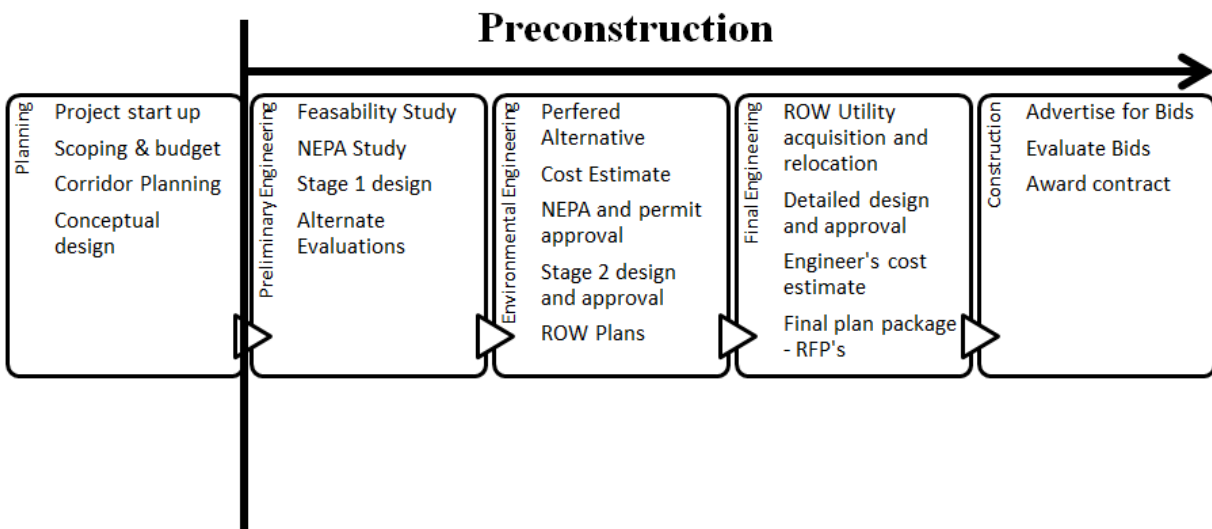 Preconstruction
Planning
Project start up
Scoping & budget
Corridor Planning
Conceptual
design
Preliminary Engineering
Feasability Study
NEPA Study
Stage 1 design
Alternate
Evaluations
Environmental Engineering
Perfered
Alternative
Cost Estimate
NEPA and permit
approval
Stage 2 design
and approval
ROW Plans
Final Engineering
ROW Utility
acquisition and
relocation
Detailed design
and approval
Engineer's cost
estimate
Final plan package
- RFP's
Construction
Advertise for Bids
Evaluate Bids
Award contract